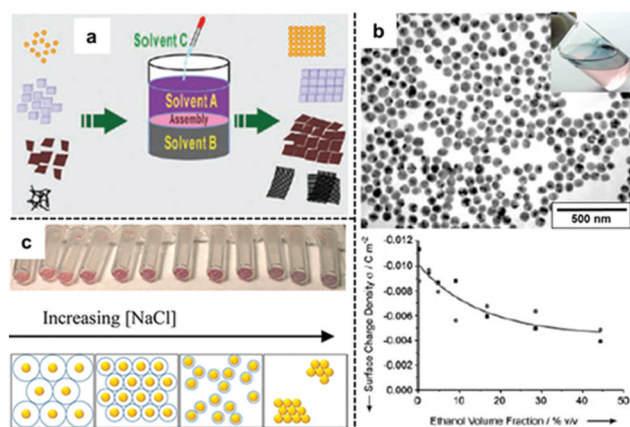 a
Solvent C
Solvent A
Assembly
Solvent B
b
500 nm
c
Increasing [NaCl]
Surface Charge Density σ / C m⁻²
-0.012
-0.010
-0.008
-0.006
-0.004
-0.002
-0.000
0
10
20
30
40
50
Ethanol Volume Fraction / % v/v